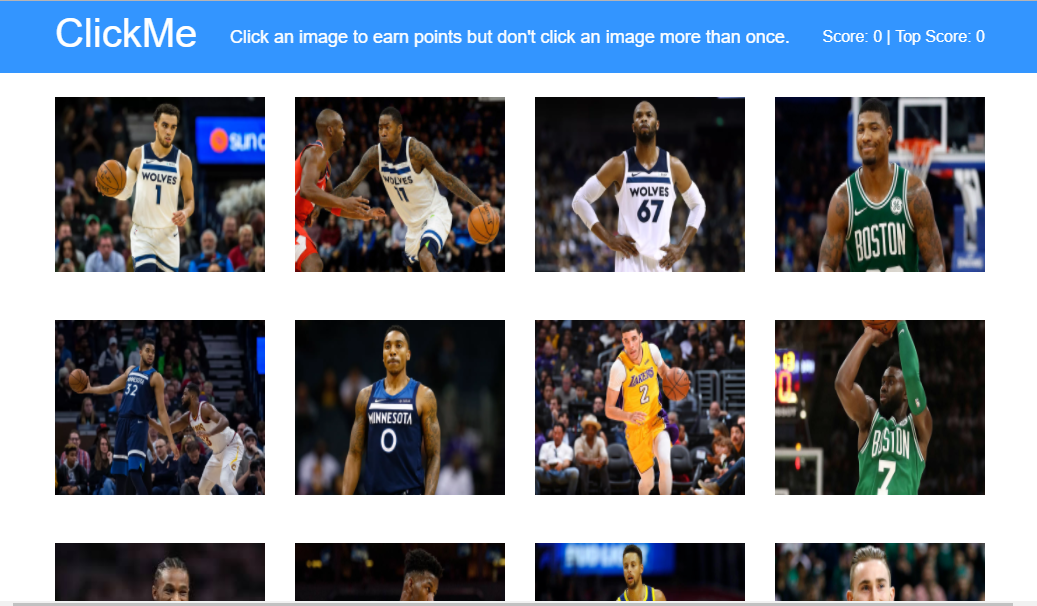 ClickMe
Click an image to earn points but don't click an image more than once.
Score: 0 | Top Score: 0
WOLVES
1
WOLVES
11
WOLVES
67
BOSTON
32
MINNESOTA
0
LAKERS
2
BOSTON
7